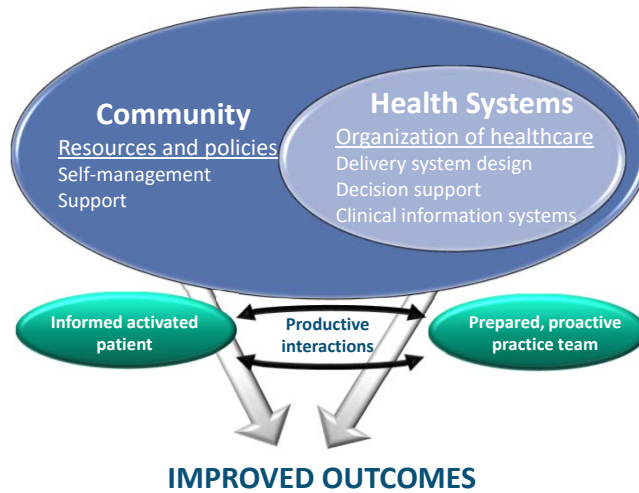 Community
Resources and policies
Self-management
Support
Health Systems
Organization of healthcare
Delivery system design
Decision support
Clinical information systems
Informed activated
patient
Productive
interactions
Prepared, proactive
practice team
IMPROVED OUTCOMES